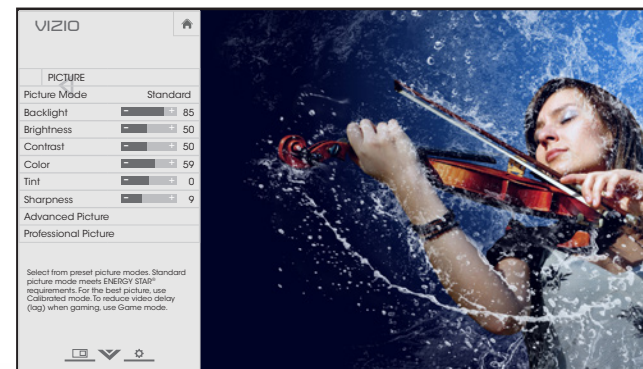 VIZIO
PICTURE
Picture Mode Standard
Backlight - + 85
Brightness - + 50
Contrast - + 50
Color - + 59
Tint - + 0
Sharpness - + 9
Advanced Picture
Professional Picture
Select from preset picture modes. Standard
picture mode meets ENERGY STAR®
requirements. For the best picture, use
Calibrated mode. To reduce video delay
(lag) when gaming, use Game mode.